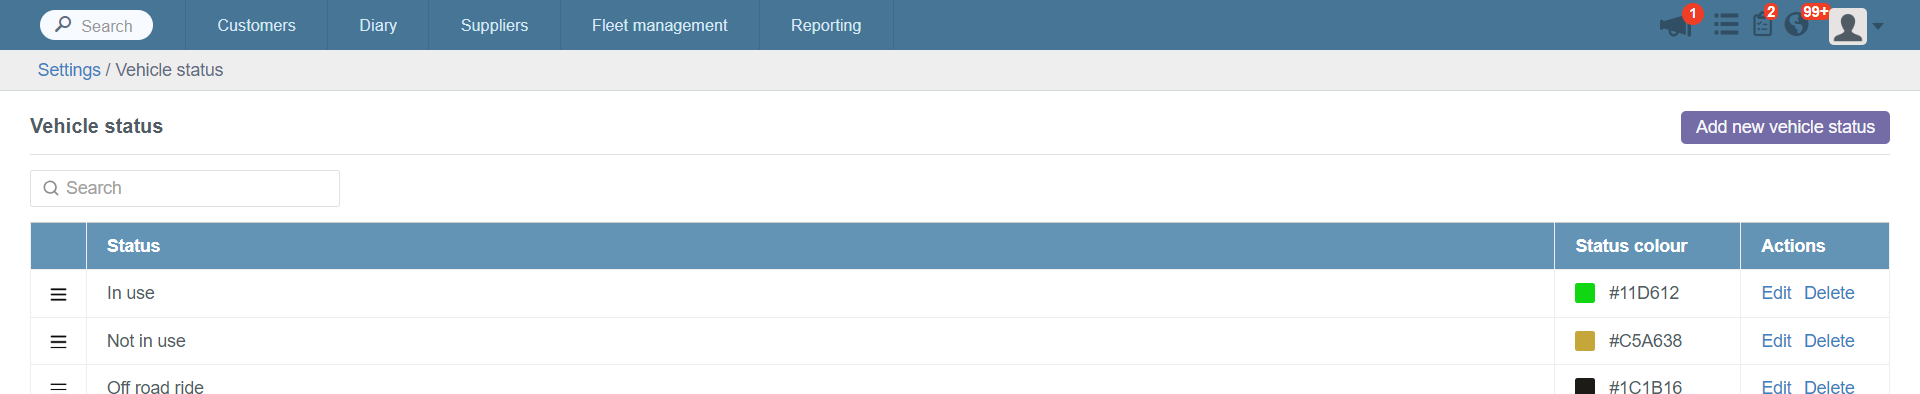 Search Customers Diary Suppliers Fleet management Reporting 1 2 99+
Settings / Vehicle status
Vehicle status Add new vehicle status
Search
Status Status colour Actions
In use #11D612 Edit Delete
Not in use #C5A638 Edit Delete
Off road ride #1C1B16 Edit Delete